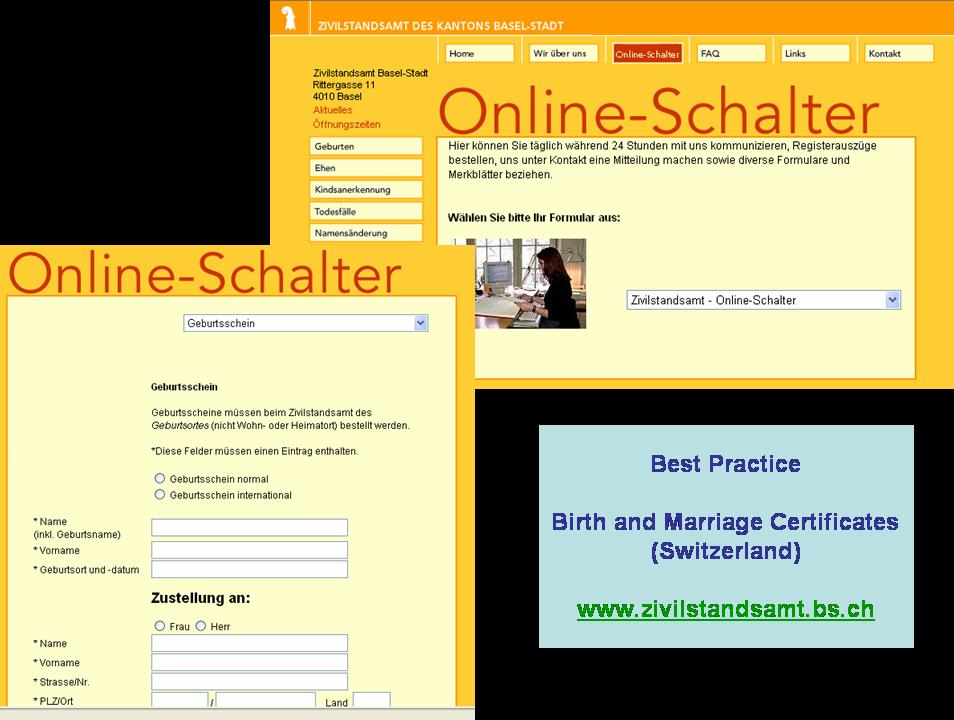 ZIVILSTANDSAMT DES KANTONS BASEL-STADT
Home
Wir über uns
Online-Schalter
FAQ
Links
Kontakt
Zivilstandsamt Basel-Stadt
Rittergasse 11
4010 Basel
Aktuelles
Öffnungszeiten
Geburten
Ehen
Kindsanerkennung
Todesfälle
Namensänderung
Online-Schalter
Hier können Sie täglich während 24 Stunden mit uns kommunizieren, Registerauszüge
bestellen, uns unter Kontakt eine Mitteilung machen sowie diverse Formulare und
Merkblätter beziehen.
Wählen Sie bitte Ihr Formular aus:
Zivilstandsamt - Online-Schalter
Online-Schalter
Geburtsschein
Geburtsschein
Geburtsscheine müssen beim Zivilstandsamt des
Geburtsortes (nicht Wohn- oder Heimatort) bestellt werden.
*Diese Felder müssen einen Eintrag enthalten.
Geburtsschein normal
Geburtsschein international
* Name
(inkl. Geburtsname)
* Vorname
* Geburtsort und -datum
Zustellung an:
Frau Herr
* Name
* Vorname
* Strasse/Nr.
* PLZ/Ort / Land
Best Practice
Birth and Marriage Certificates
(Switzerland)
www.zivilstandsamt.bs.ch